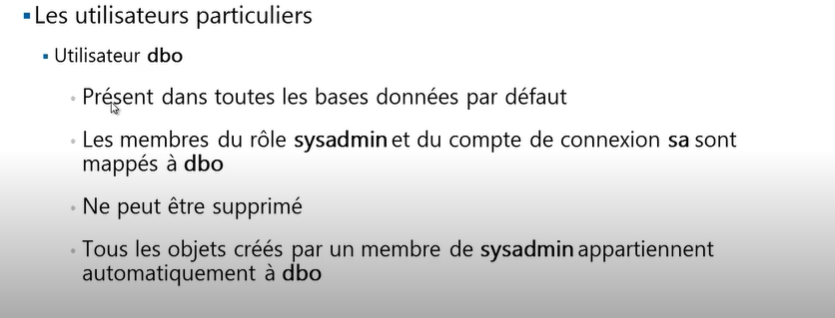 Les utilisateurs particuliers
Utilisateur dbo
Présent dans toutes les bases données par défaut
Les membres du rôle sysadmin et du compte de connexion sa sont
mappés à dbo
Ne peut être supprimé
Tous les objets créés par un membre de sysadmin appartiennent
automatiquement à dbo